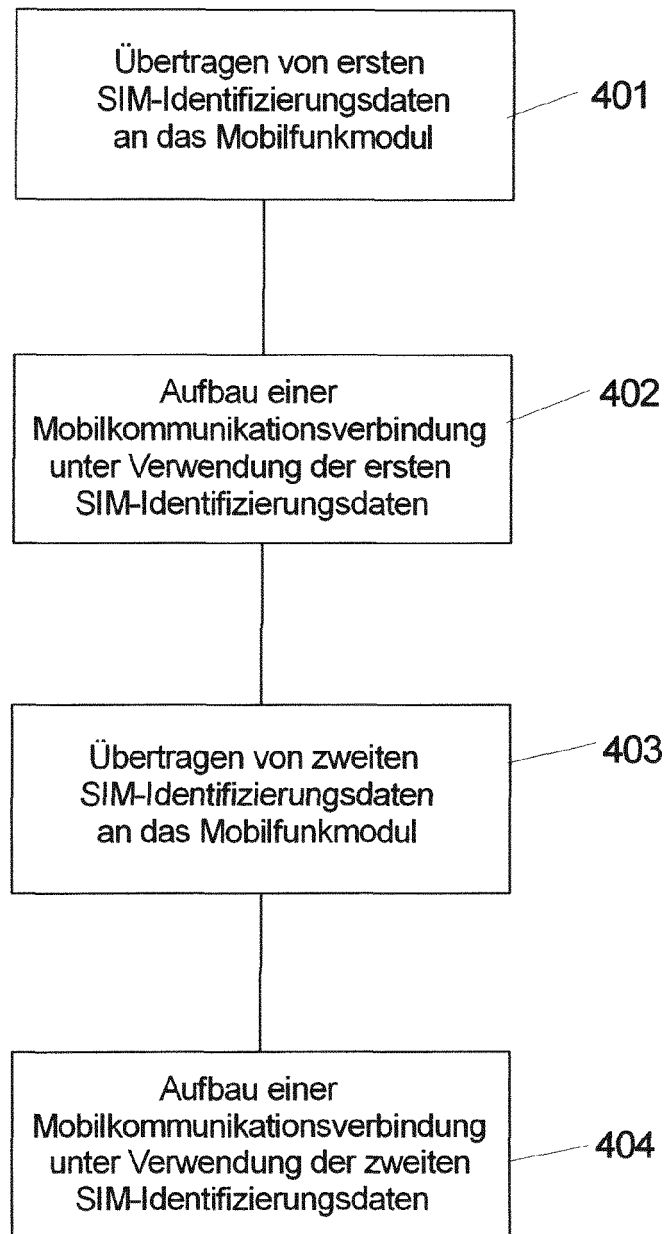 Übertragen von ersten
SIM-Identifizierungsdaten
an das Mobilfunkmodul
401
Aufbau einer
Mobilkommunikationsverbindung
unter Verwendung der ersten
SIM-Identifizierungsdaten
402
Übertragen von zweiten
SIM-Identifizierungsdaten
an das Mobilfunkmodul
403
Aufbau einer
Mobilkommunikationsverbindung
unter Verwendung der zweiten
SIM-Identifizierungsdaten
404